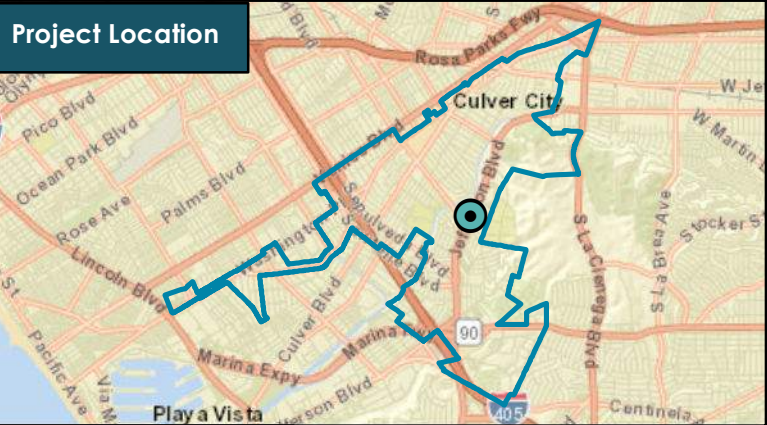 Project Location
Rosa Parks Fwy
Culver City
W Je
W Martin
Pico Blvd
Ocean Park Blvd
Palms Blvd
Rose Ave
Lincoln Blvd
Washington
Sepulveda Blvd
Blvd
Culver Blvd
S La Cienega Blvd
S La Brea Ave
Stocker S
Marina Expy
Marina Fwy
90
405
Pacific Ave
Via M
Playa Vista
erson Blvd
Centinela
St